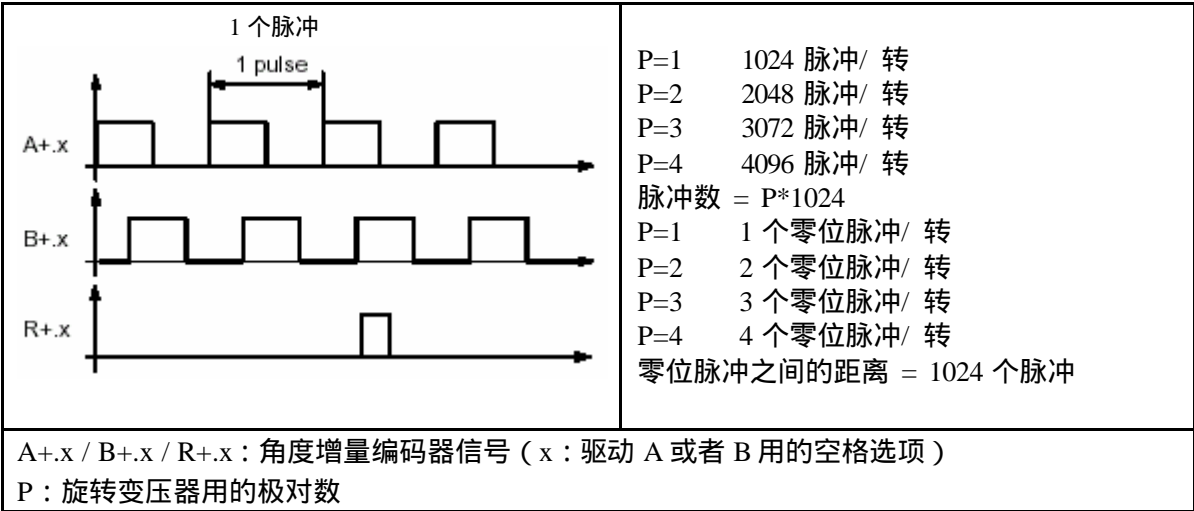 1 个脉冲
1 pulse
A+.x
B+.x
R+.x
P=1 1024 脉冲/ 转
P=2 2048 脉冲/ 转
P=3 3072 脉冲/ 转
P=4 4096 脉冲/ 转
脉冲数 = P*1024
P=1 1 个零位脉冲/ 转
P=2 2 个零位脉冲/ 转
P=3 3 个零位脉冲/ 转
P=4 4 个零位脉冲/ 转
零位脉冲之间的距离 = 1024 个脉冲
A+.x / B+.x / R+.x：角度增量编码器信号（x：驱动 A 或者 B 用的空格选项）
P：旋转变压器用的极对数